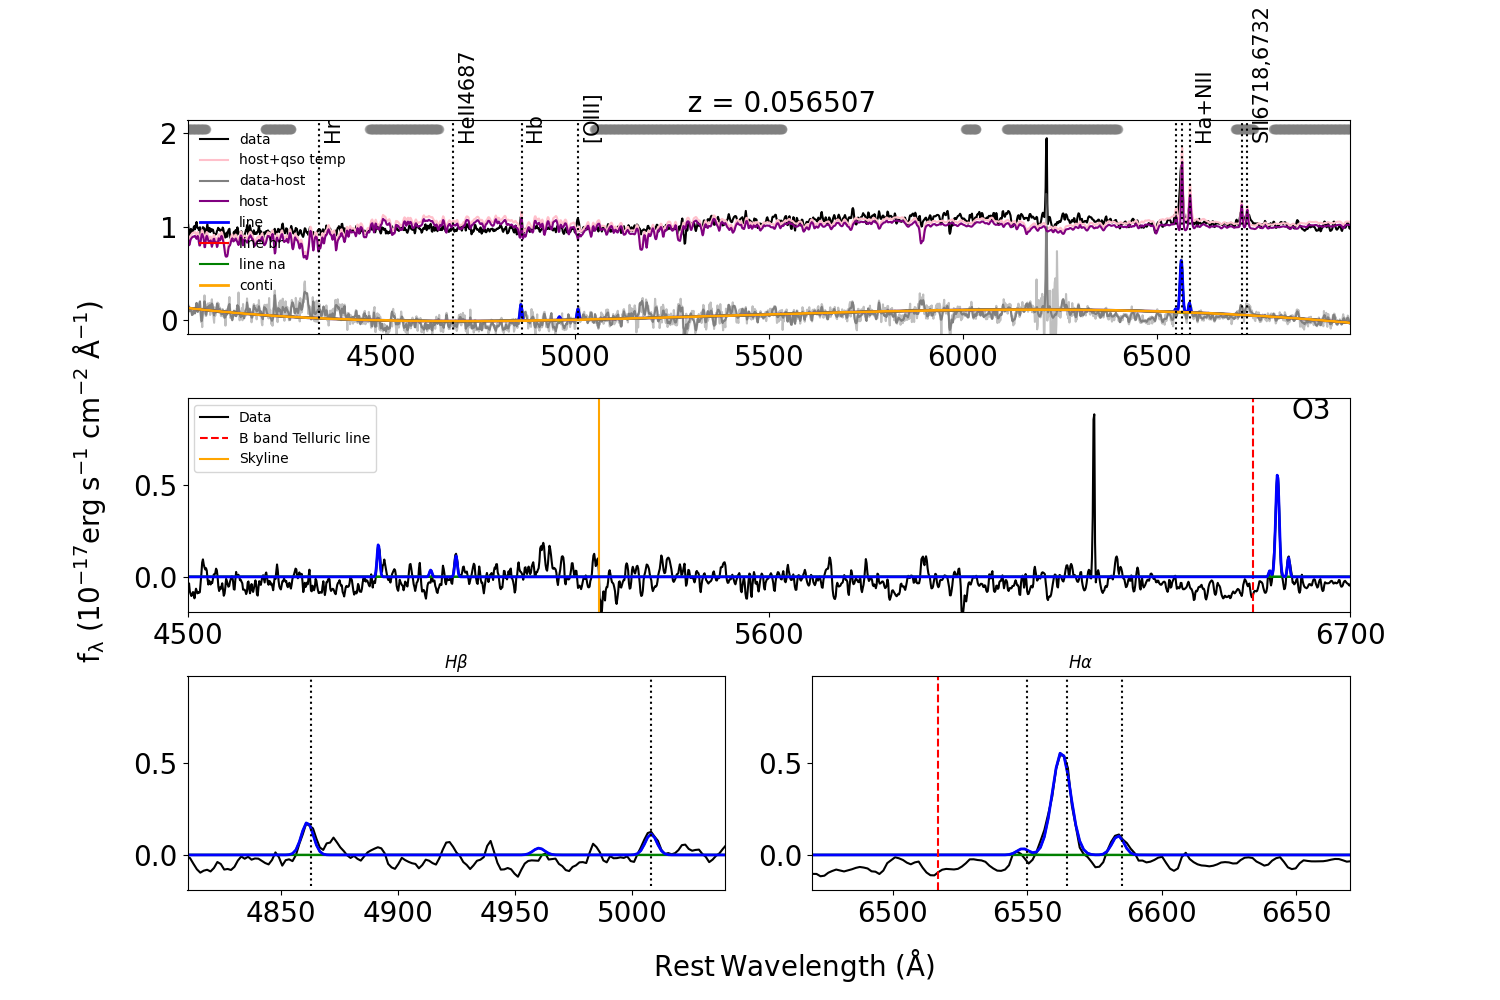 z = 0.056507
Hr
HeII4687
Hb
[OIII]
Ha+NII
SII6718,6732
data
host+qso temp
data-host
host
line
line br
line na
conti
2
1
0
4500 5000 5500 6000 6500
fλ (10⁻¹⁷erg s⁻¹ cm⁻² Å⁻¹)
O3
Data
B band Telluric line
Skyline
0.5
0.0
4500 5600 6700
Hβ
0.5
0.0
4850 4900 4950 5000
Hα
0.5
0.0
6500 6550 6600 6650
Rest Wavelength (Å)